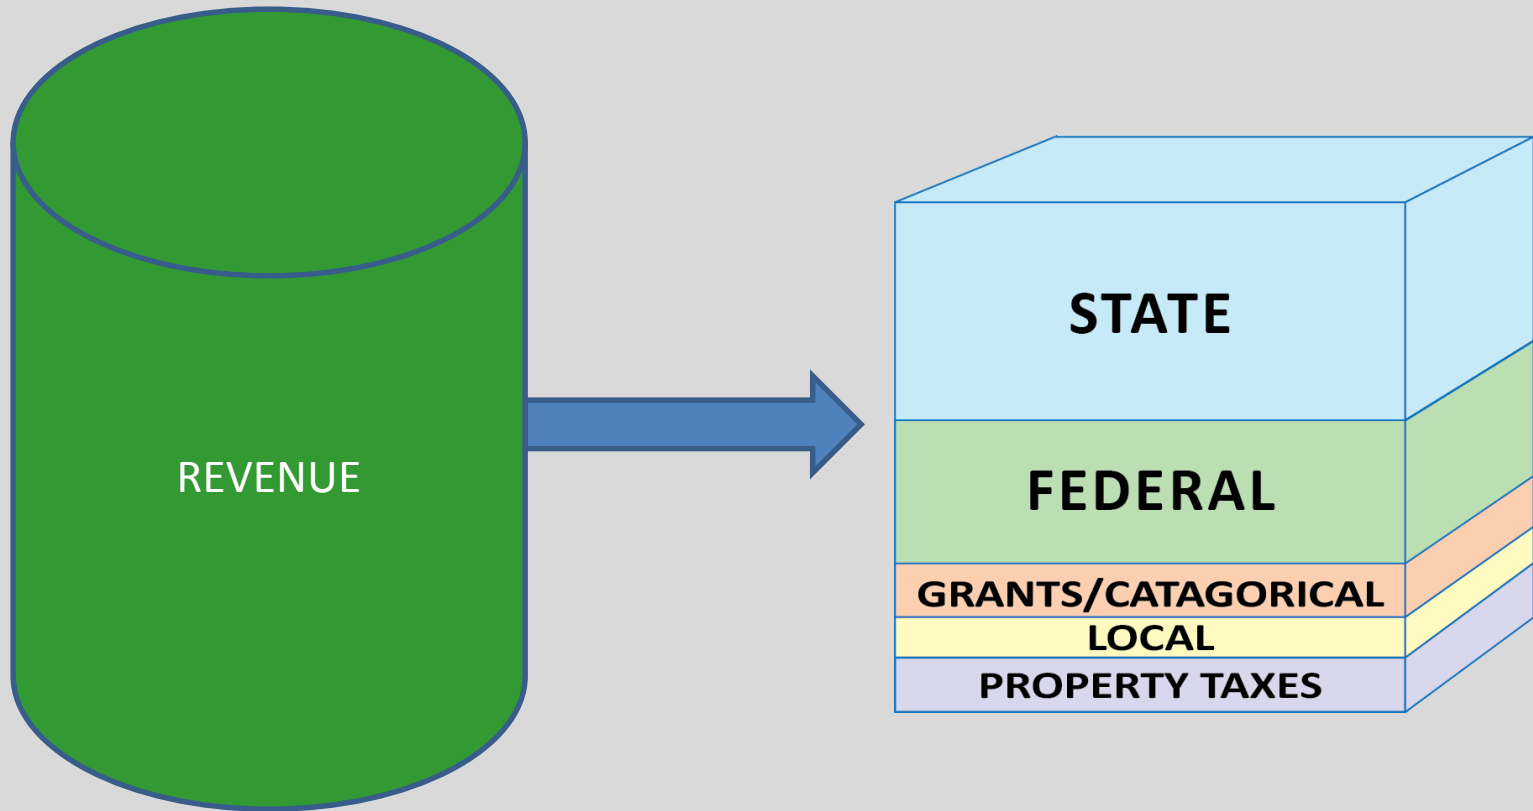 REVENUE
STATE
FEDERAL
GRANTS/CATAGORICAL
LOCAL
PROPERTY TAXES